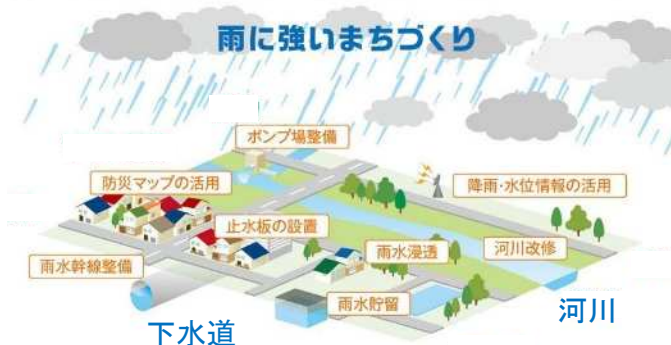 雨に強いまちづくり
ポンプ場整備
防災マップの活用
降雨・水位情報の活用
止水板の設置
雨水浸透
河川改修
雨水幹線整備
雨水貯留
河川
下水道